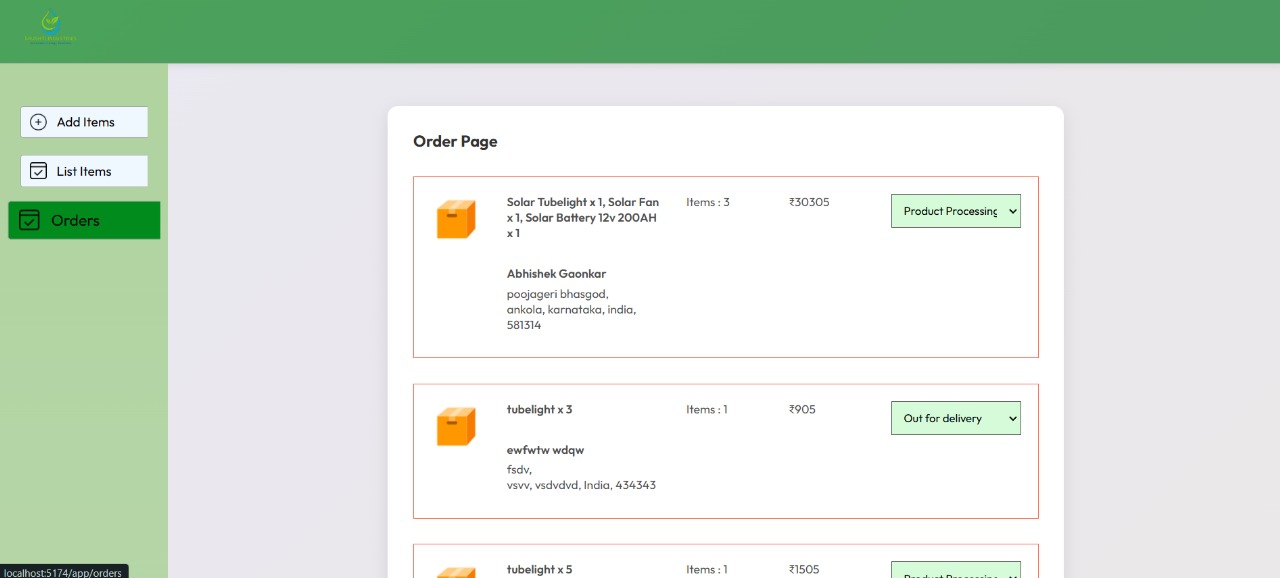 Order Page
Add Items
List Items
Orders
Solar Tubelight x 1, Solar Fan
x 1, Solar Battery 12v 200AH
x 1
Items : 3
₹30305
Product Processing
Abhishek Gaonkar
poojageri bhasgod,
ankola, karnataka, india,
581314
tubelight x 3
Items : 1
₹905
Out for delivery
ewfwtw wdqw
fsdv,
vsvv, vsdvdvd, India, 434343
tubelight x 5
Items : 1
₹1505
Product Processing
localhost:5174/app/orders